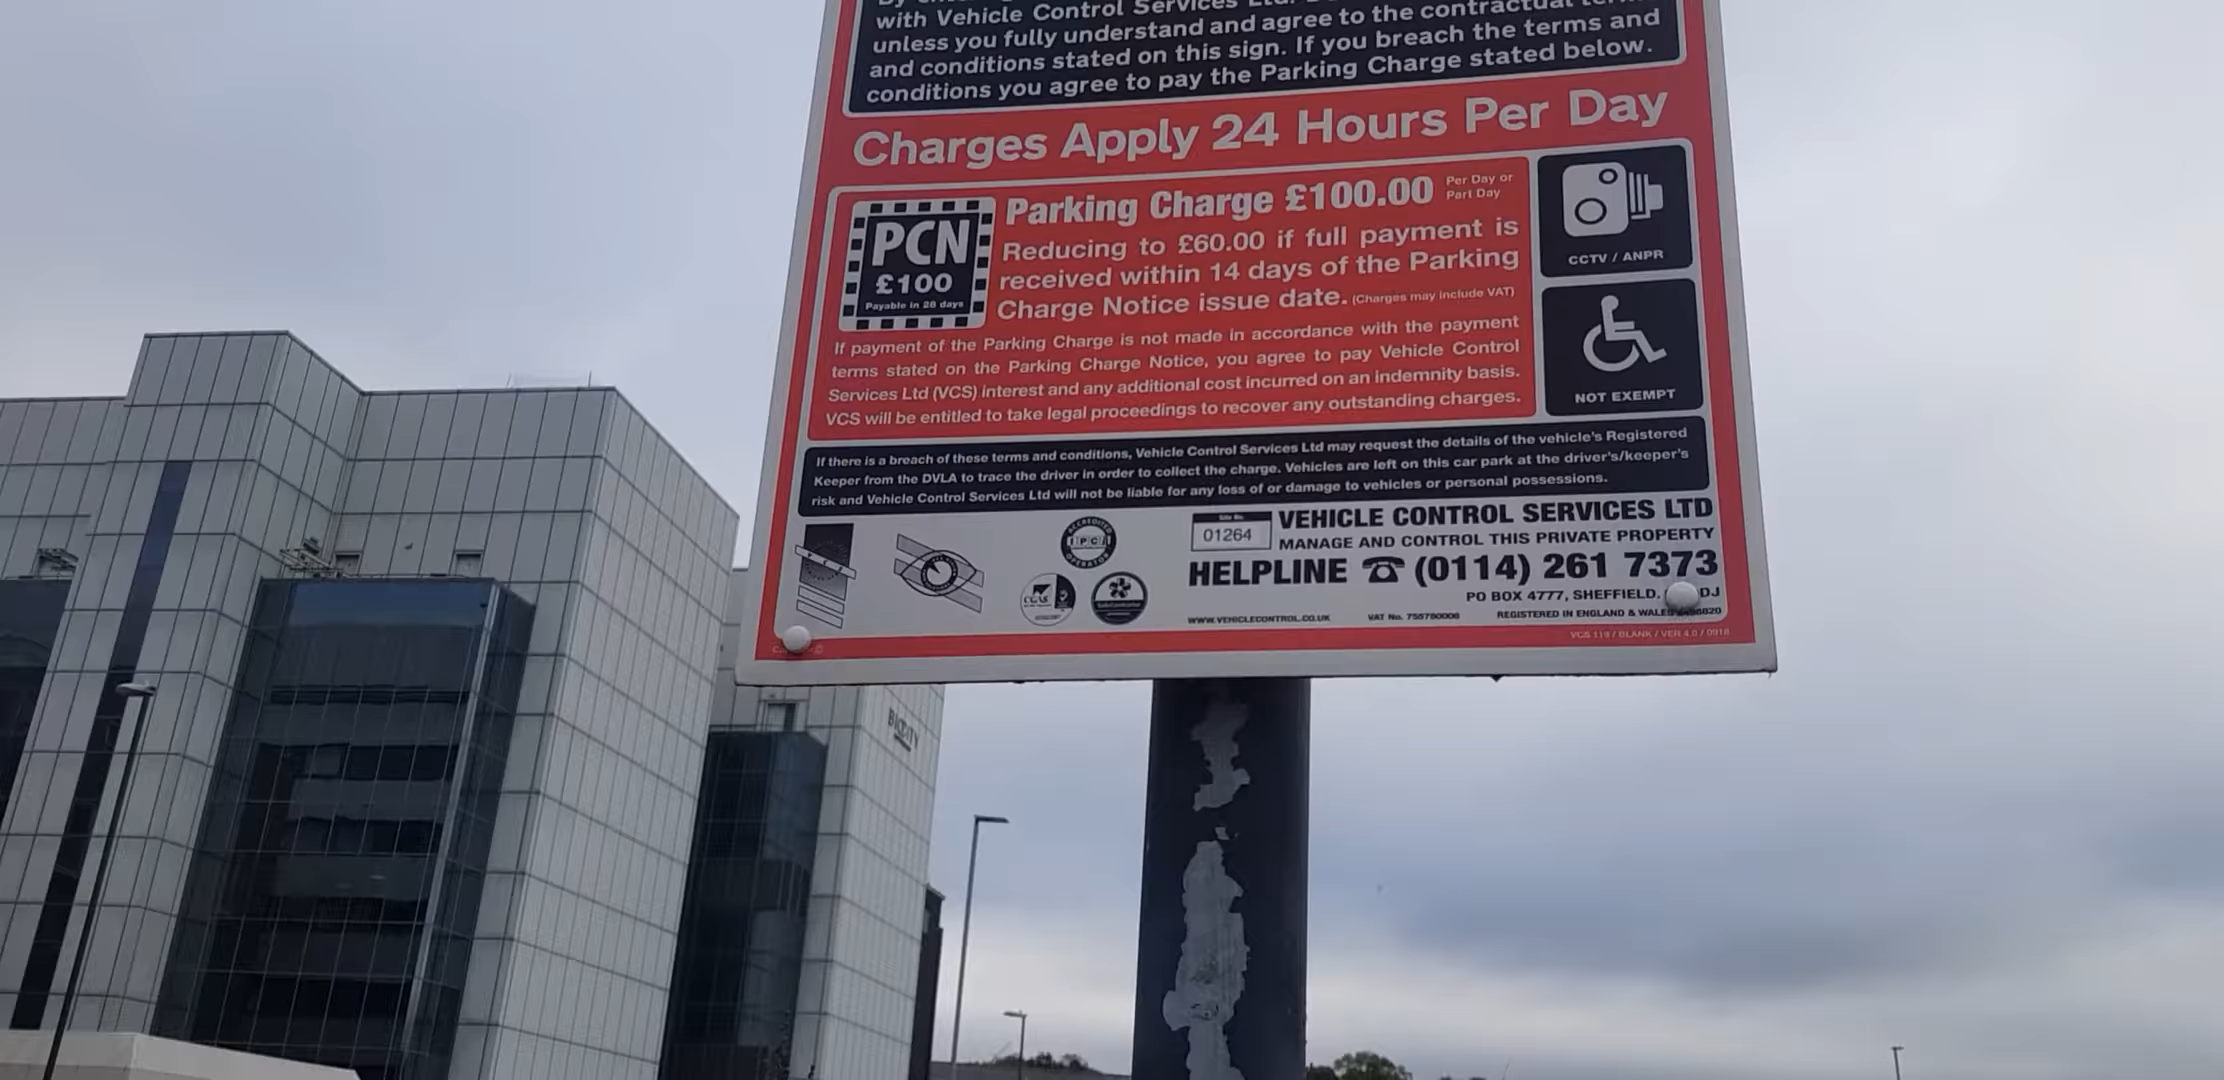 with Vehicle Control Services Ltd.
unless you fully understand and agree to the contractual
and conditions stated on this sign. If you breach the terms and
conditions you agree to pay the Parking Charge stated below.
Charges Apply 24 Hours Per Day
PCN
£100
Payable in 28 days
Parking Charge £100.00 Per Day or
Part Day
Reducing to £60.00 if full payment is
received within 14 days of the Parking
Charge Notice issue date. (Charges may include VAT)
If payment of the Parking Charge is not made in accordance with the payment
terms stated on the Parking Charge Notice, you agree to pay Vehicle Control
Services Ltd (VCS) interest and any additional cost incurred on an indemnity basis.
VCS will be entitled to take legal proceedings to recover any outstanding charges.
CCTV / ANPR
NOT EXEMPT
If there is a breach of these terms and conditions, Vehicle Control Services Ltd may request the details of the vehicle's Registered
Keeper from the DVLA to trace the driver in order to collect the charge. Vehicles are left on this car park at the driver's/keeper's
risk and Vehicle Control Services Ltd will not be liable for any loss of or damage to vehicles or personal possessions.
ACCREDITED
IPC
OPERATOR
Site No.
01264
VEHICLE CONTROL SERVICES LTD
MANAGE AND CONTROL THIS PRIVATE PROPERTY
HELPLINE (0114) 261 7373
PO BOX 4777, SHEFFIELD. DJ
WWW.VEHICLECONTROL.CO.UK VAT No. REGISTERED IN ENGLAND & WALES
VCS 119 / BLANK / VER 4.0 / 0918
BIOCITY